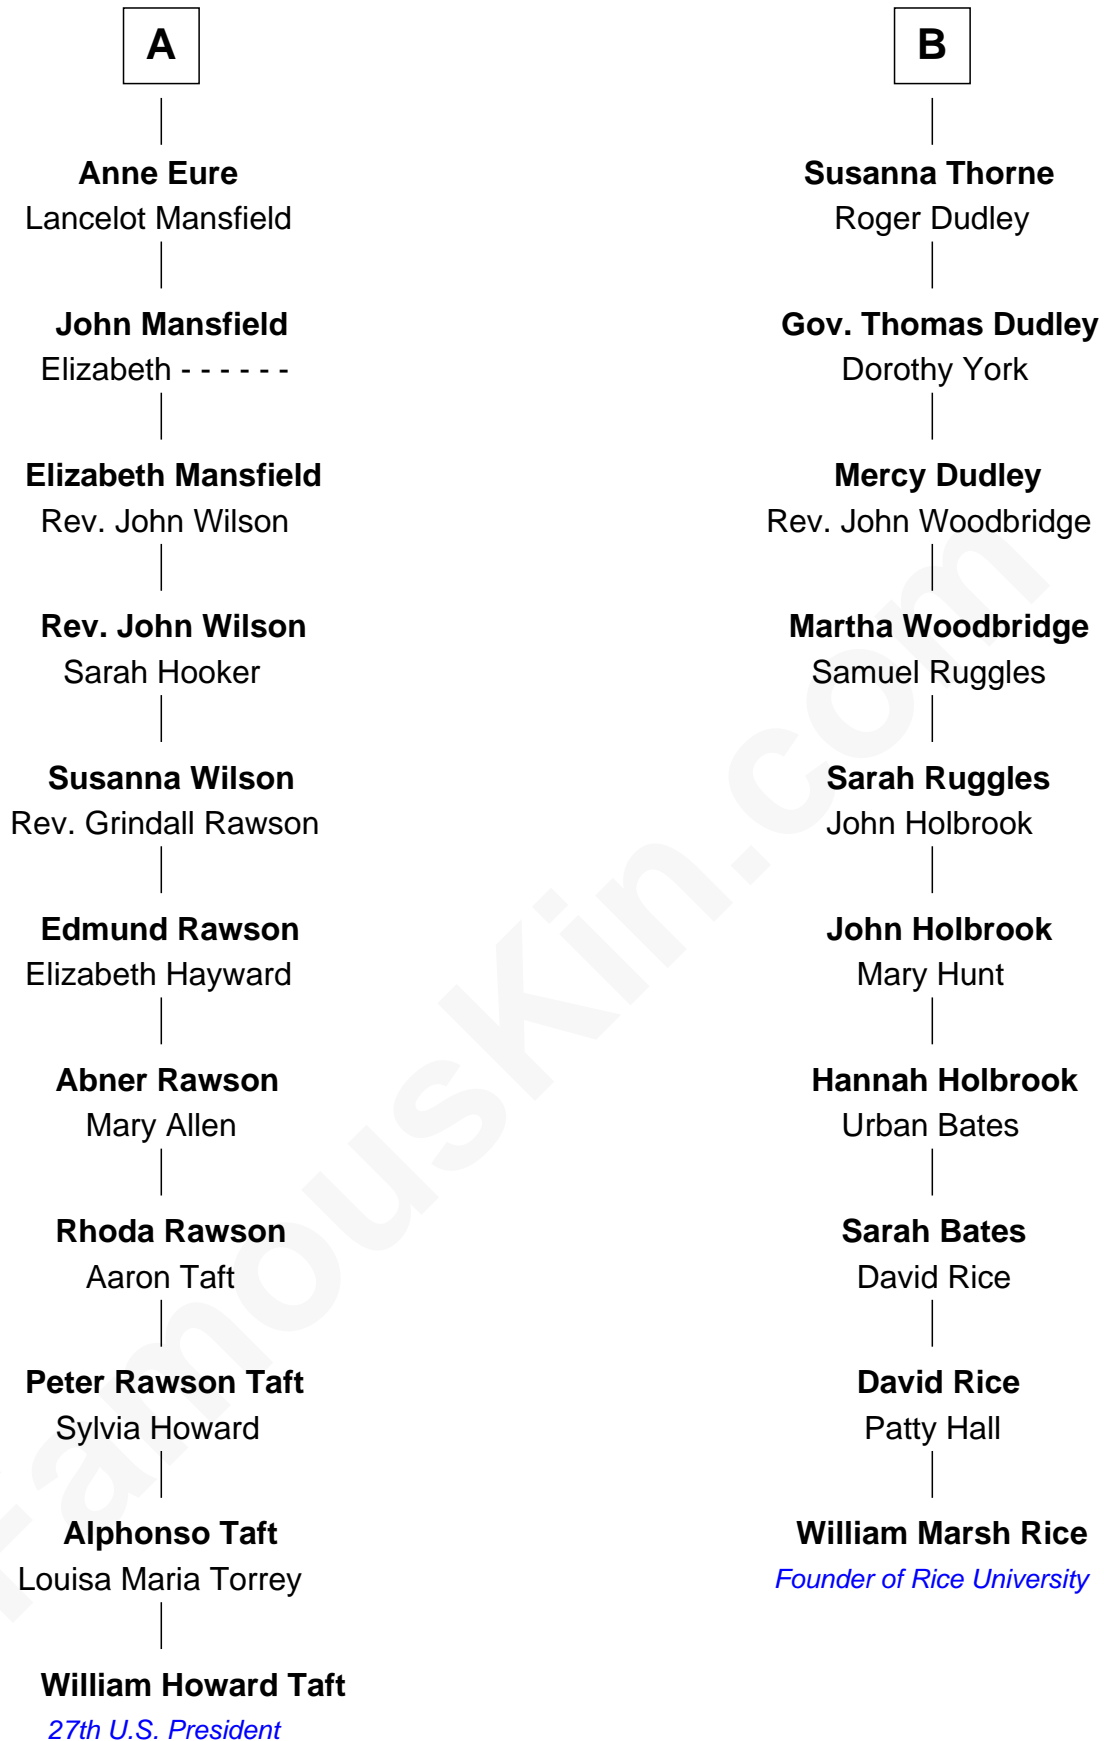 A
Anne Eure
Lancelot Mansfield
John Mansfield
Elizabeth - - - - - -
Elizabeth Mansfield
Rev. John Wilson
Rev. John Wilson
Sarah Hooker
Susanna Wilson
Rev. Grindall Rawson
Edmund Rawson
Elizabeth Hayward
Abner Rawson
Mary Allen
Rhoda Rawson
Aaron Taft
Peter Rawson Taft
Sylvia Howard
Alphonso Taft
Louisa Maria Torrey
William Howard Taft
27th U.S. President
B
Susanna Thorne
Roger Dudley
Gov. Thomas Dudley
Dorothy York
Mercy Dudley
Rev. John Woodbridge
Martha Woodbridge
Samuel Ruggles
Sarah Ruggles
John Holbrook
John Holbrook
Mary Hunt
Hannah Holbrook
Urban Bates
Sarah Bates
David Rice
David Rice
Patty Hall
William Marsh Rice
Founder of Rice University
FamousKin.com